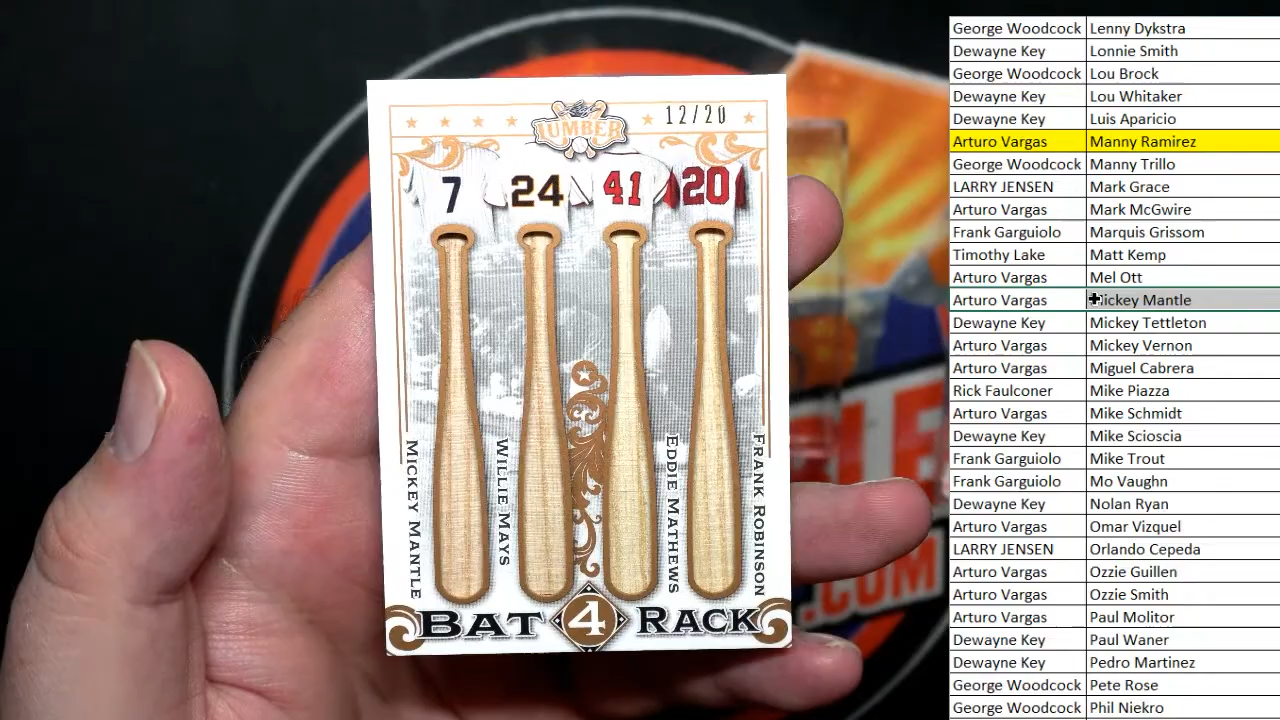 Leaf
LUMBER
12/20
7
24
41
20
MICKEY MANTLE
WILLIE MAYS
EDDIE MATHEWS
FRANK ROBINSON
BAT 4 RACK
.COM
George Woodcock Lenny Dykstra
Dewayne Key Lonnie Smith
George Woodcock Lou Brock
Dewayne Key Lou Whitaker
Dewayne Key Luis Aparicio
Arturo Vargas Manny Ramirez
George Woodcock Manny Trillo
LARRY JENSEN Mark Grace
Arturo Vargas Mark McGwire
Frank Garguiolo Marquis Grissom
Timothy Lake Matt Kemp
Arturo Vargas Mel Ott
Arturo Vargas Mickey Mantle
Dewayne Key Mickey Tettleton
Arturo Vargas Mickey Vernon
Arturo Vargas Miguel Cabrera
Rick Faulconer Mike Piazza
Arturo Vargas Mike Schmidt
Dewayne Key Mike Scioscia
Frank Garguiolo Mike Trout
Frank Garguiolo Mo Vaughn
Dewayne Key Nolan Ryan
Arturo Vargas Omar Vizquel
LARRY JENSEN Orlando Cepeda
Arturo Vargas Ozzie Guillen
Arturo Vargas Ozzie Smith
Arturo Vargas Paul Molitor
Dewayne Key Paul Waner
Dewayne Key Pedro Martinez
George Woodcock Pete Rose
George Woodcock Phil Niekro